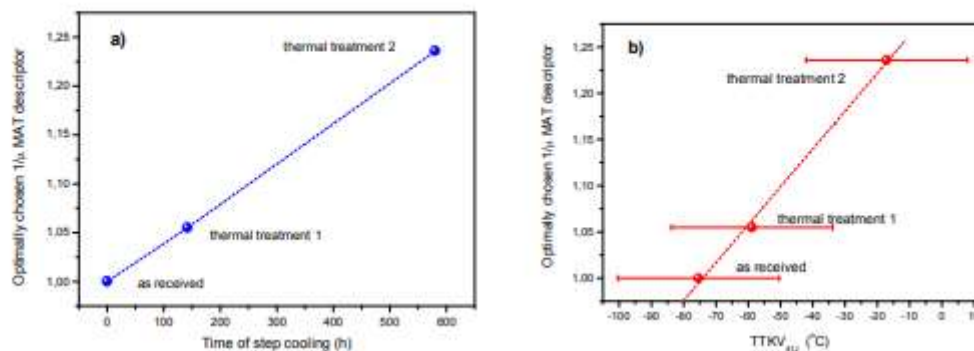 a)
thermal treatment 2
thermal treatment 1
as received
1,25
1,20
1,15
1,10
1,05
1,00
Optimally chosen 1/μ MAT descriptor
0 100 200 300 400 500 600
Time of step cooling (h)
b)
thermal treatment 2
thermal treatment 1
as received
1,25
1,20
1,15
1,10
1,05
1,00
Optimally chosen 1/μ MAT descriptor
-100 -90 -80 -70 -60 -50 -40 -30 -20 -10 0
TTKV (°C)